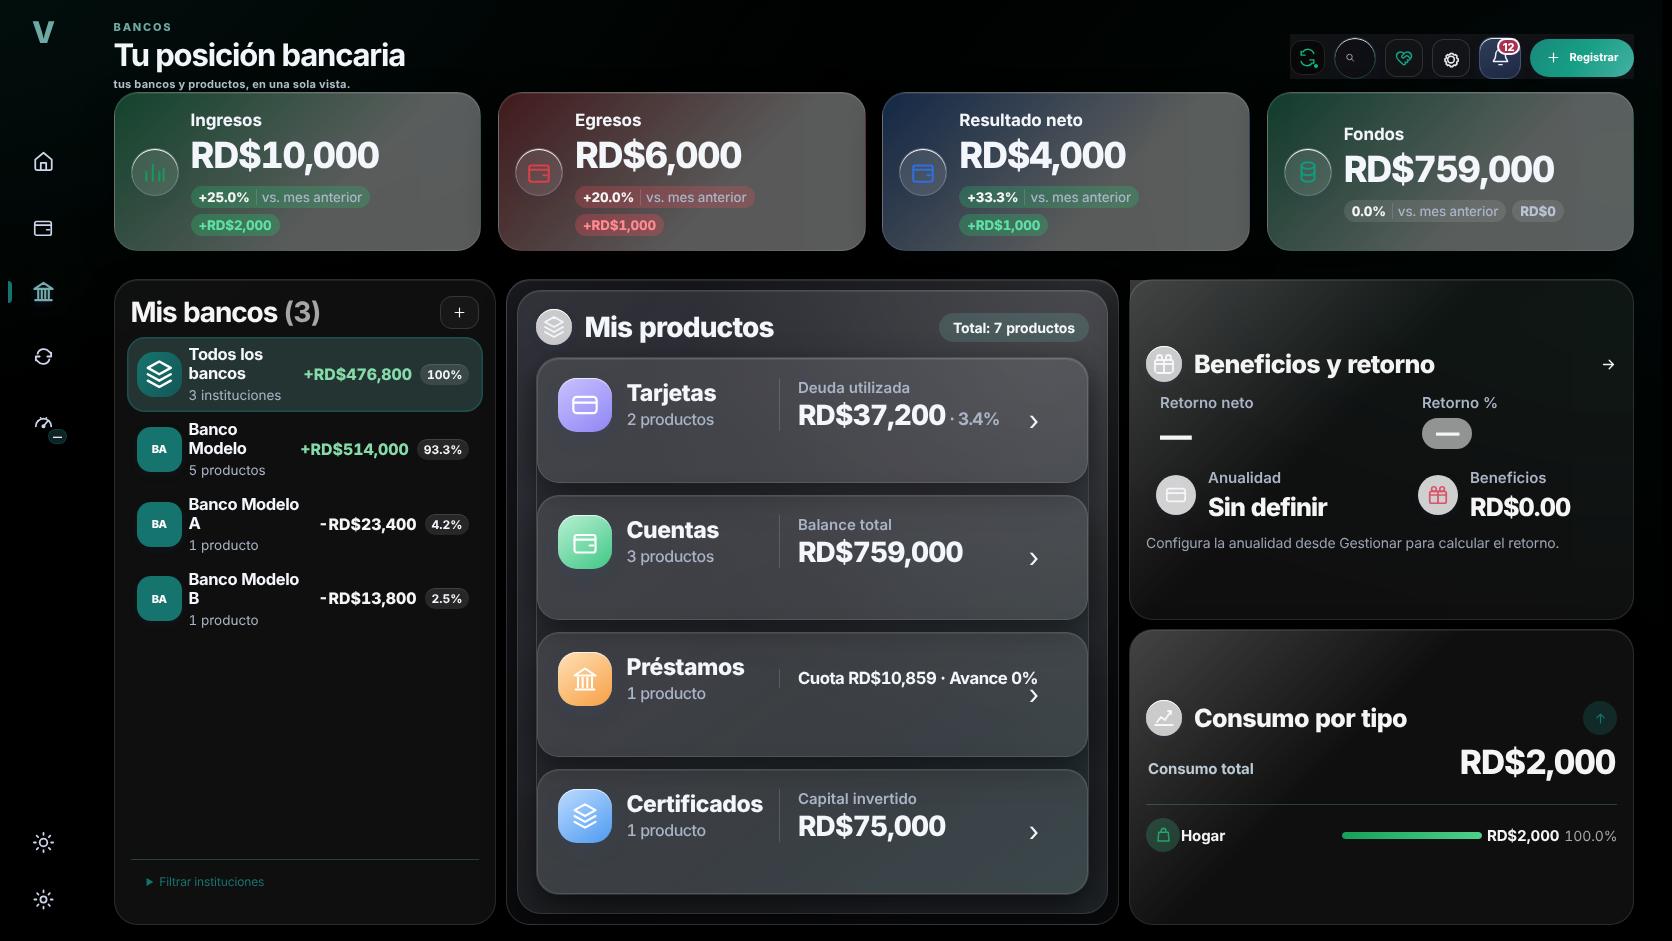 V
BANCOS
Tu posición bancaria
tus bancos y productos, en una sola vista.
12
+ Registrar
Ingresos
RD$10,000
+25.0% vs. mes anterior
+RD$2,000
Egresos
RD$6,000
+20.0% vs. mes anterior
+RD$1,000
Resultado neto
RD$4,000
+33.3% vs. mes anterior
+RD$1,000
Fondos
RD$759,000
0.0% vs. mes anterior RD$0
Mis bancos (3)
+
Todos los
bancos
3 instituciones
+RD$476,800 100%
BA
Banco
Modelo
5 productos
+RD$514,000 93.3%
BA
Banco Modelo
A
1 producto
-RD$23,400 4.2%
BA
Banco Modelo
B
1 producto
-RD$13,800 2.5%
Filtrar instituciones
Mis productos
Total: 7 productos
Tarjetas
2 productos
Deuda utilizada
RD$37,200 · 3.4%
Cuentas
3 productos
Balance total
RD$759,000
Préstamos
1 producto
Cuota RD$10,859 · Avance 0%
Certificados
1 producto
Capital invertido
RD$75,000
Beneficios y retorno
Retorno neto
—
Retorno %
—
Anualidad
Sin definir
Beneficios
RD$0.00
Configura la anualidad desde Gestionar para calcular el retorno.
Consumo por tipo
Consumo total
RD$2,000
Hogar
RD$2,000 100.0%